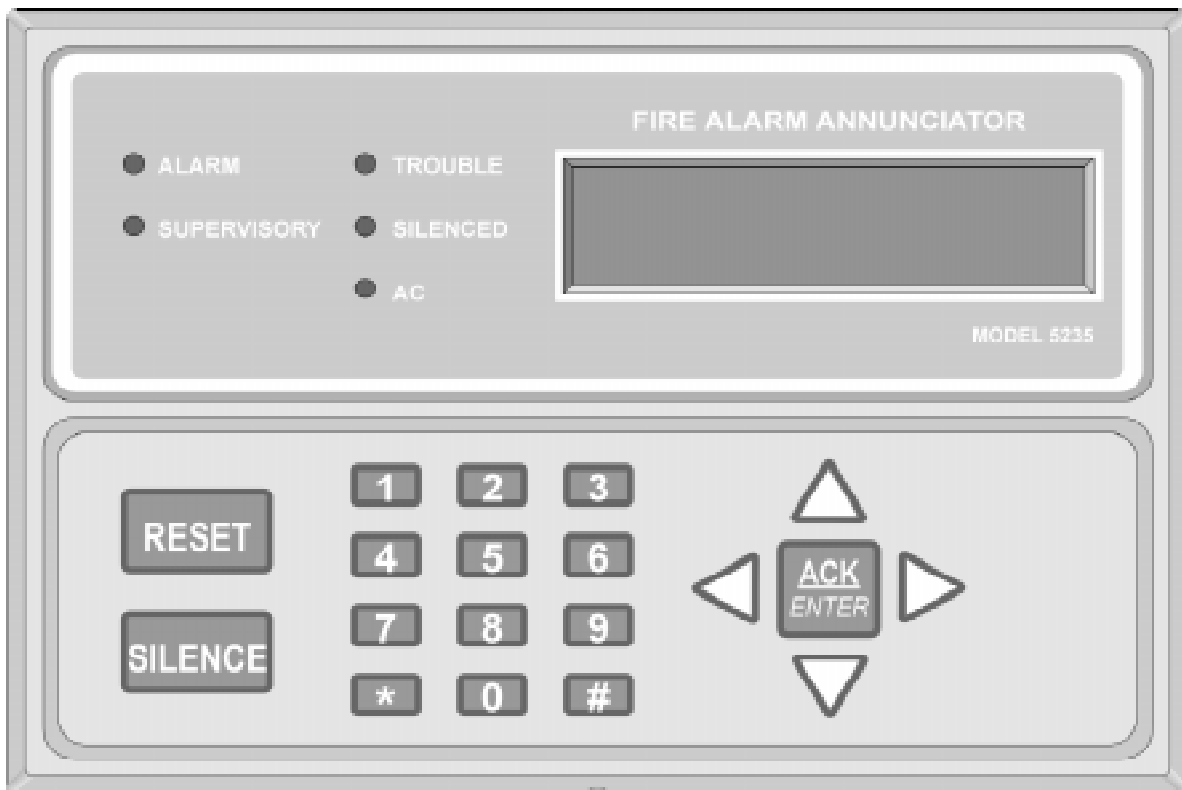 FIRE ALARM ANNUNCIATOR
ALARM
TROUBLE
SUPERVISORY
SILENCED
AC
MODEL 5235
RESET
SILENCE
1 2 3
4 5 6
7 8 9
* 0 #
ACK
ENTER